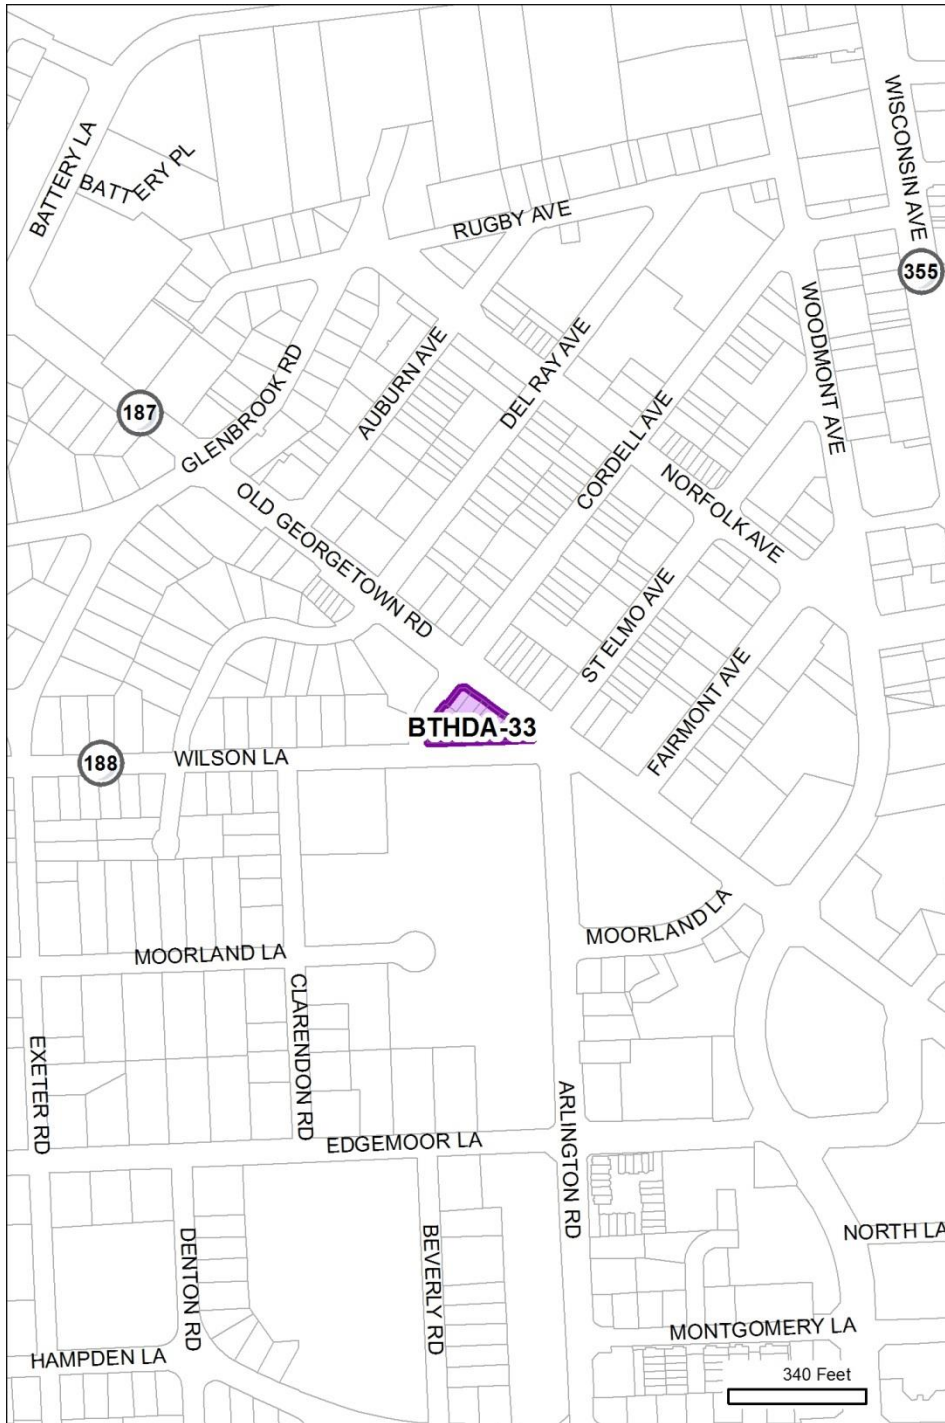 BATTERY LA
BATTERY PL
WISCONSIN AVE
RUGBY AVE
355
WOODMONT AVE
AUBURN AVE
DEL RAY AVE
187
GLENBROOK RD
CORDELL AVE
NORFOLK AVE
OLD GEORGETOWN RD
ST ELMO AVE
FAIRMONT AVE
BTHDA-33
188
WILSON LA
MOORLAND LA
MOORLAND LA
CLARENDON RD
EXETER RD
ARLINGTON RD
EDGEMOOR LA
DENTON RD
BEVERLY RD
NORTH LA
MONTGOMERY LA
HAMPDEN LA
340 Feet